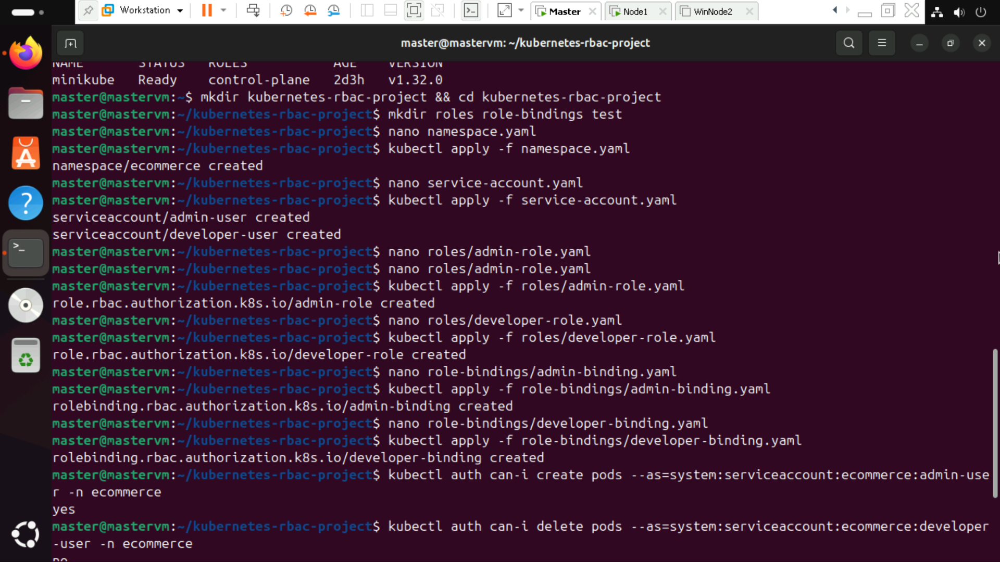 Workstation
Master
Node1
WinNode2
master@mastervm: ~/kubernetes-rbac-project
NAME STATUS ROLES AGE VERSION
minikube Ready control-plane 2d3h v1.32.0
master@mastervm:~$ mkdir kubernetes-rbac-project && cd kubernetes-rbac-project
master@mastervm:~/kubernetes-rbac-project$ mkdir roles role-bindings test
master@mastervm:~/kubernetes-rbac-project$ nano namespace.yaml
master@mastervm:~/kubernetes-rbac-project$ kubectl apply -f namespace.yaml
namespace/ecommerce created
master@mastervm:~/kubernetes-rbac-project$ nano service-account.yaml
master@mastervm:~/kubernetes-rbac-project$ kubectl apply -f service-account.yaml
serviceaccount/admin-user created
serviceaccount/developer-user created
master@mastervm:~/kubernetes-rbac-project$ nano roles/admin-role.yaml
master@mastervm:~/kubernetes-rbac-project$ nano roles/admin-role.yaml
master@mastervm:~/kubernetes-rbac-project$ kubectl apply -f roles/admin-role.yaml
role.rbac.authorization.k8s.io/admin-role created
master@mastervm:~/kubernetes-rbac-project$ nano roles/developer-role.yaml
master@mastervm:~/kubernetes-rbac-project$ kubectl apply -f roles/developer-role.yaml
role.rbac.authorization.k8s.io/developer-role created
master@mastervm:~/kubernetes-rbac-project$ nano role-bindings/admin-binding.yaml
master@mastervm:~/kubernetes-rbac-project$ kubectl apply -f role-bindings/admin-binding.yaml
rolebinding.rbac.authorization.k8s.io/admin-binding created
master@mastervm:~/kubernetes-rbac-project$ nano role-bindings/developer-binding.yaml
master@mastervm:~/kubernetes-rbac-project$ kubectl apply -f role-bindings/developer-binding.yaml
rolebinding.rbac.authorization.k8s.io/developer-binding created
master@mastervm:~/kubernetes-rbac-project$ kubectl auth can-i create pods --as=system:serviceaccount:ecommerce:admin-use
r -n ecommerce
yes
master@mastervm:~/kubernetes-rbac-project$ kubectl auth can-i delete pods --as=system:serviceaccount:ecommerce:developer
-user -n ecommerce
no